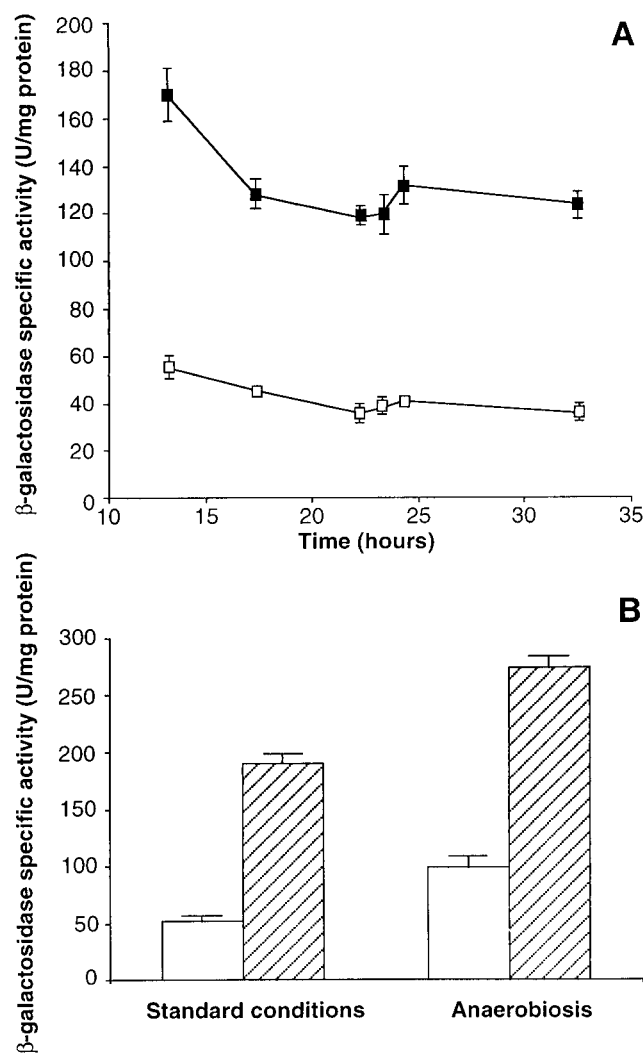 A
β-galactosidase specific activity (U/mg protein)
200
180
160
140
120
100
80
60
40
20
0
10 15 20 25 30 35
Time (hours)
B
β-galactosidase specific activity (U/mg protein)
300
250
200
150
100
50
0
Standard conditions Anaerobiosis